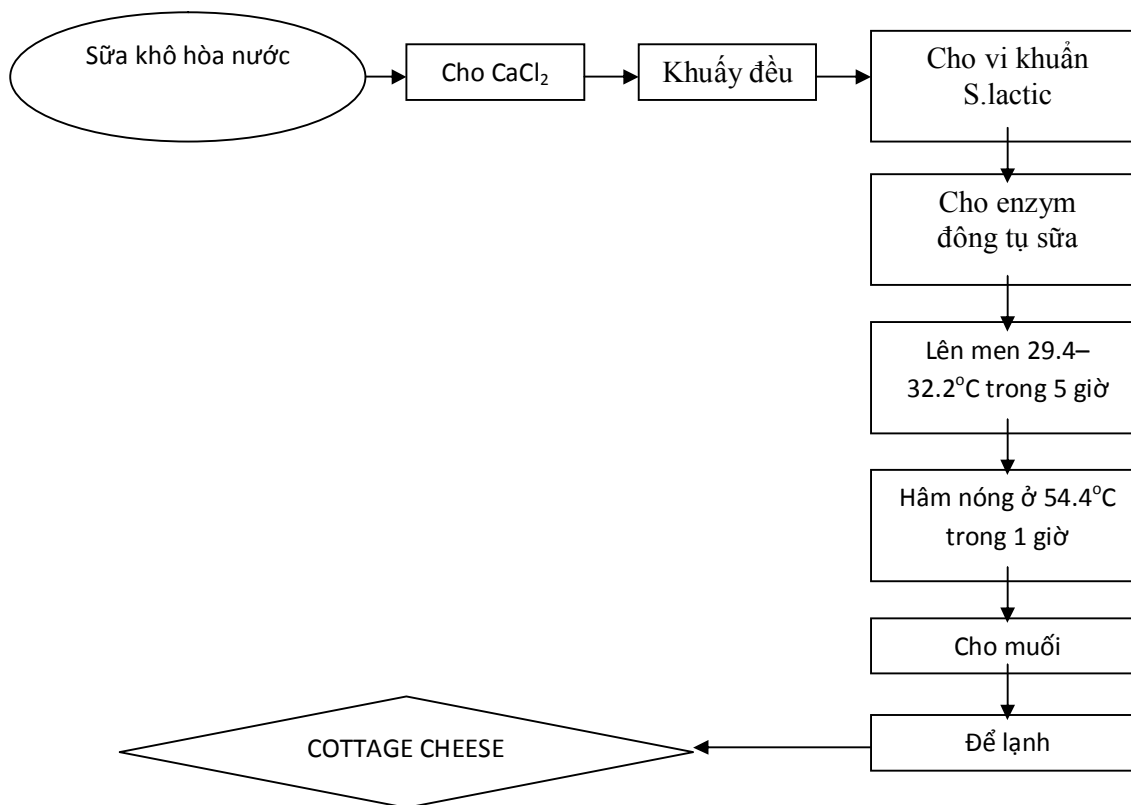 Sữa khô hòa nước
Cho CaCl₂
Khuấy đều
Cho vi khuẩn
S.lactic
Cho enzym
đông tụ sữa
Lên men 29.4–
32.2°C trong 5 giờ
Hâm nóng ở 54.4°C
trong 1 giờ
Cho muối
Để lạnh
COTTAGE CHEESE